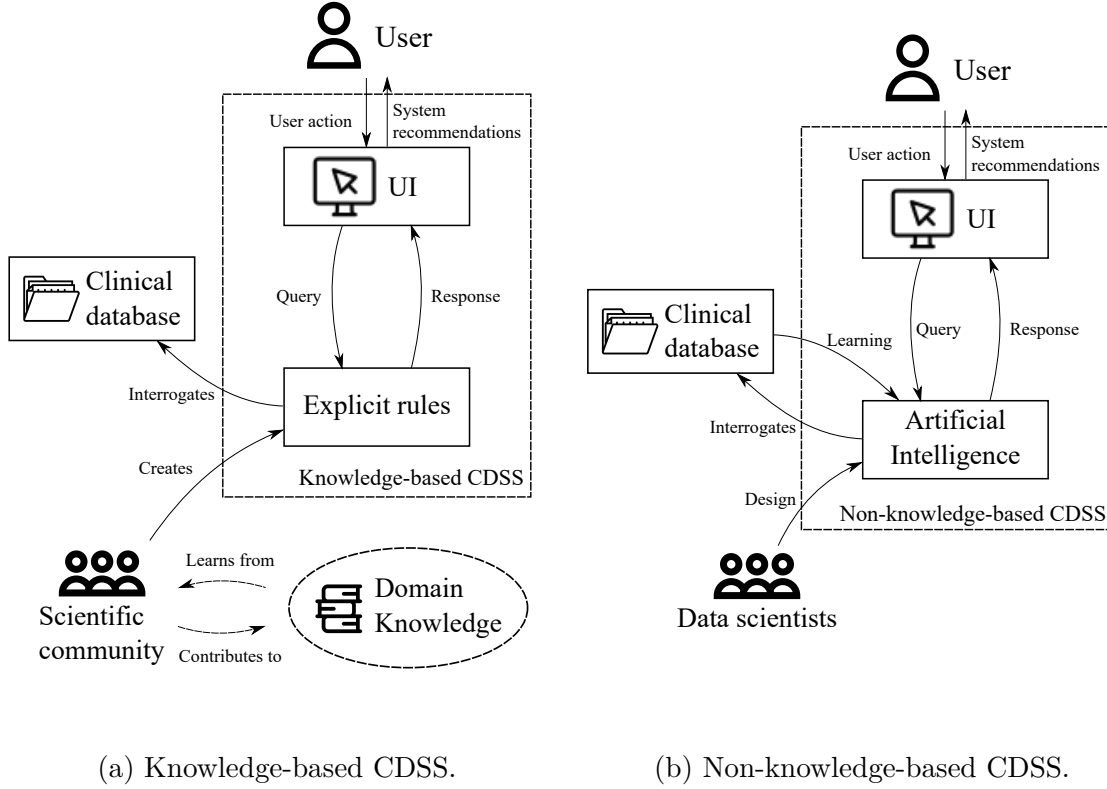 User
User action
System
recommendations
UI
Clinical
database
Query
Response
Interrogates
Explicit rules
Creates
Knowledge-based CDSS
Learns from
Scientific
community
Domain
Knowledge
Contributes to
(a) Knowledge-based CDSS.
User
User action
System
recommendations
UI
Clinical
database
Learning
Query
Response
Interrogates
Artificial
Intelligence
Design
Non-knowledge-based CDSS
Data scientists
(b) Non-knowledge-based CDSS.